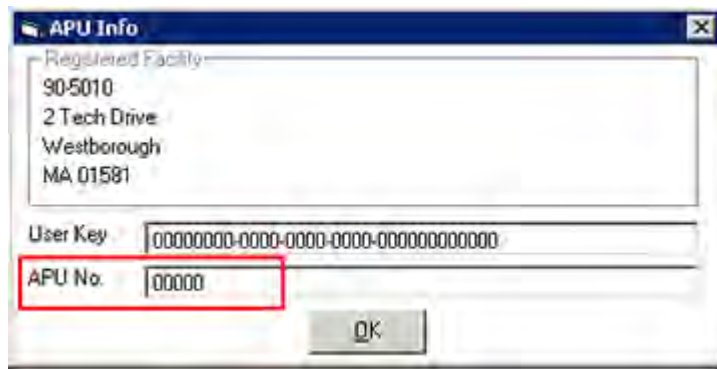 APU Info
Registered Facility
90-5010
2 Tech Drive
Westborough
MA 01581
User Key 00000000-0000-0000-0000-000000000000
APU No. 00000
OK